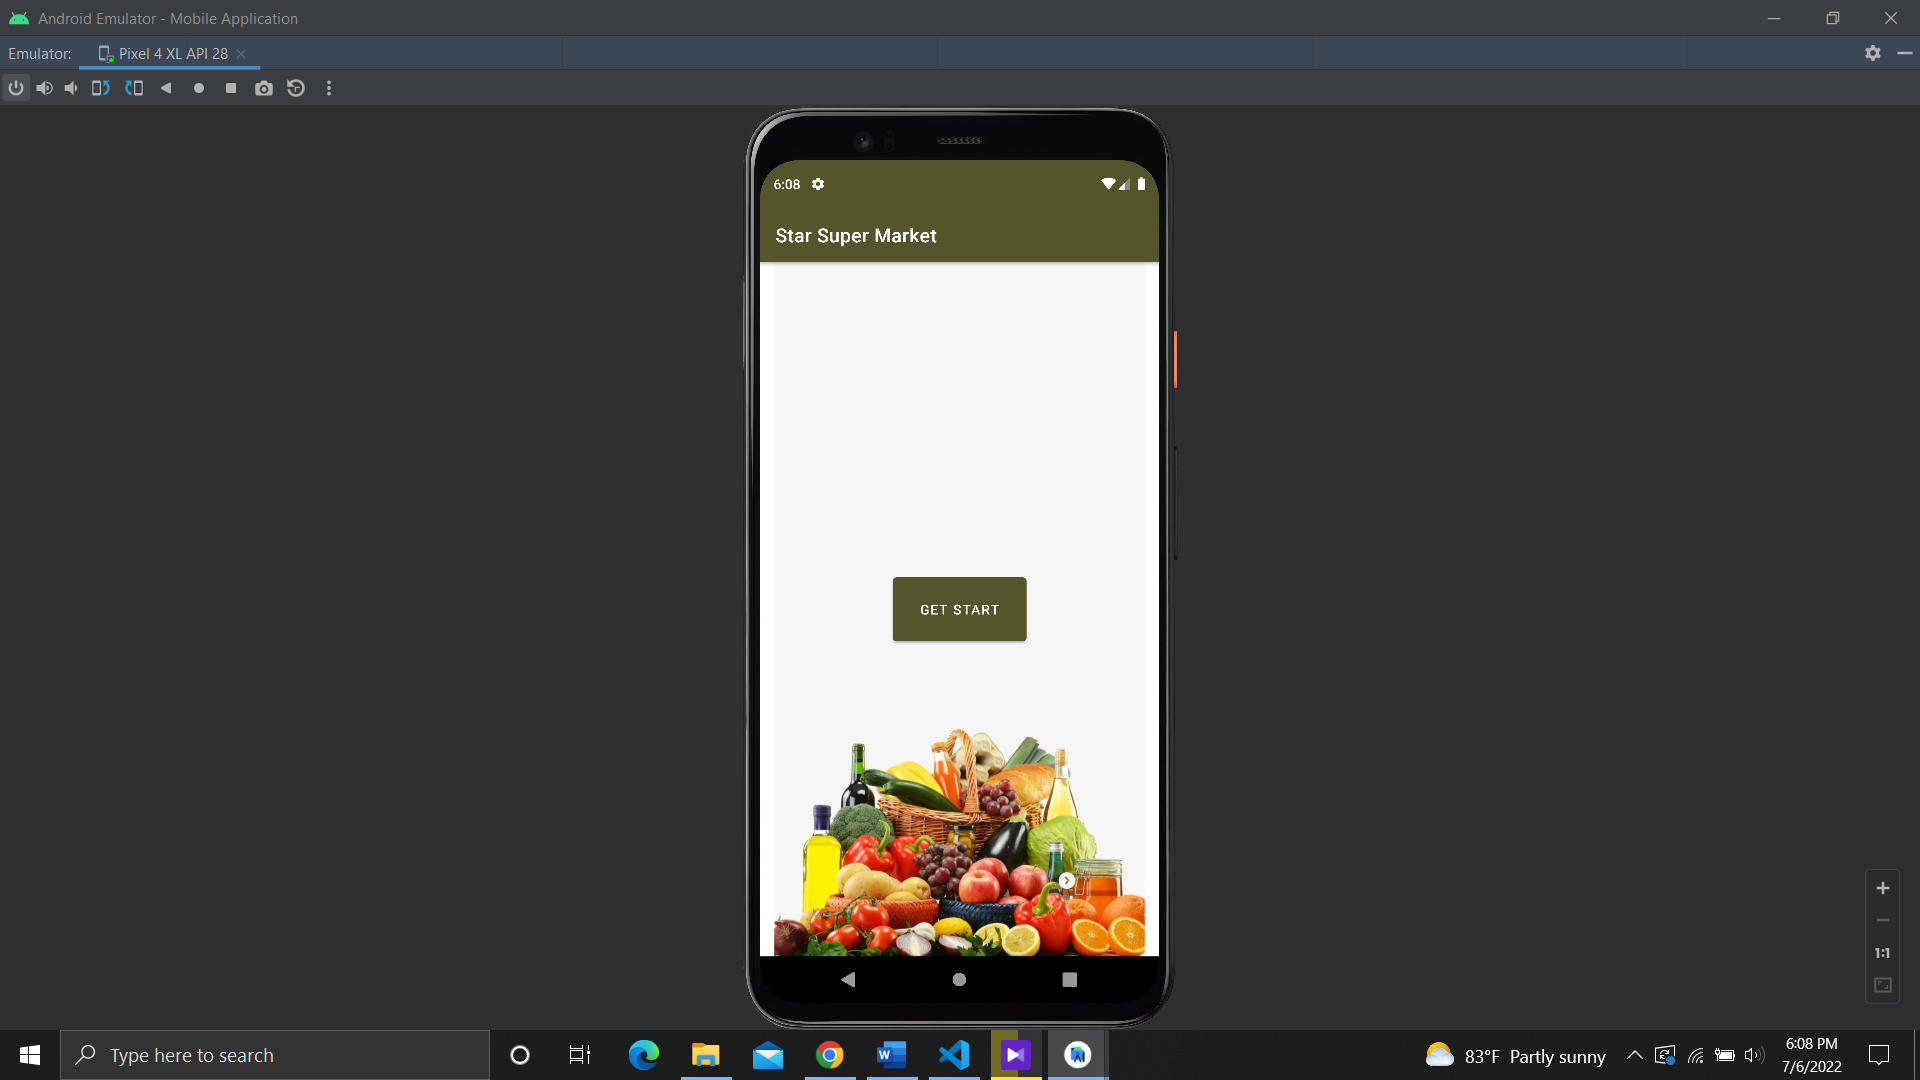 Android Emulator - Mobile Application
Emulator: Pixel 4 XL API 28
6:08
Star Super Market
GET START
1:1
Type here to search
83°F Partly sunny
6:08 PM
7/6/2022